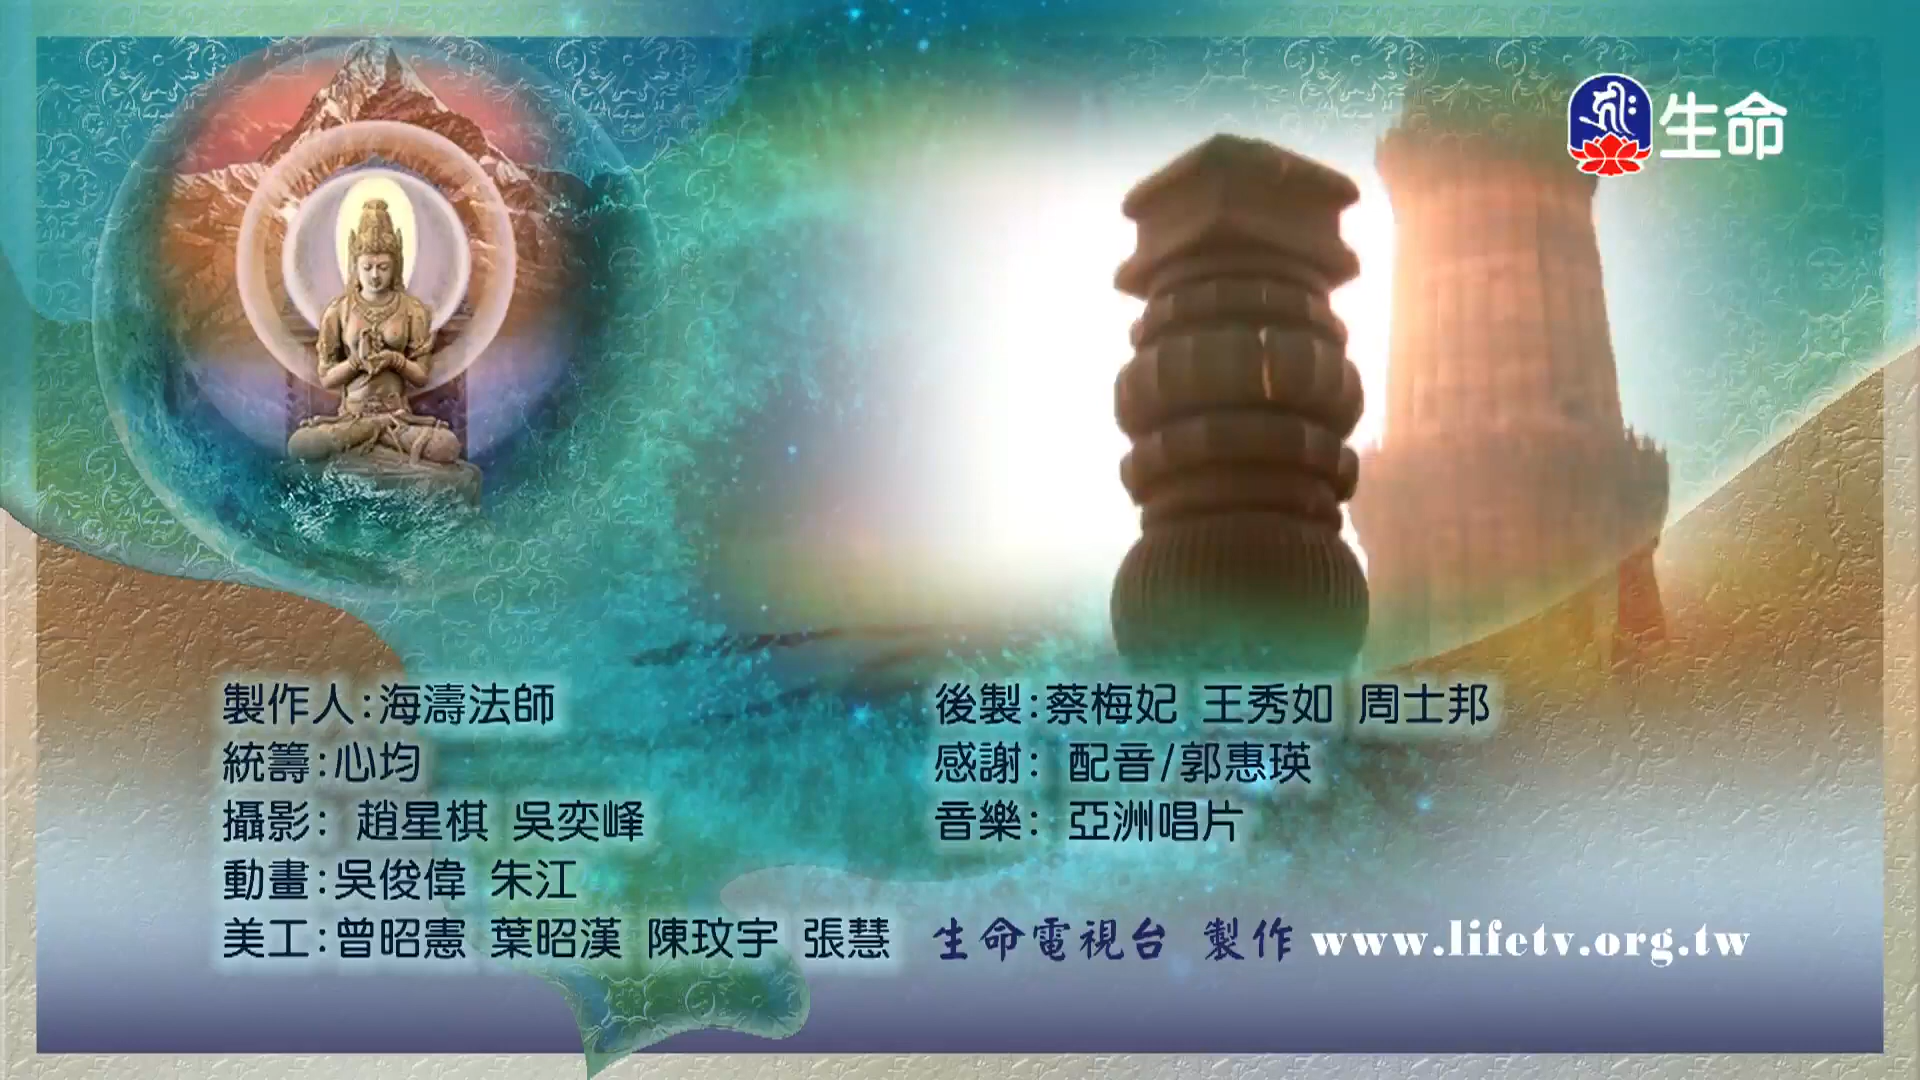 生命
製作人:海濤法師
統籌:心均
攝影: 趙星棋 吳奕峰
動畫:吳俊偉 朱江
美工:曾昭憲 葉昭漢 陳玟宇 張慧
後製:蔡梅妃 王秀如 周士邦
感謝: 配音/郭惠瑛
音樂: 亞洲唱片
生命電視台 製作 www.lifetv.org.tw